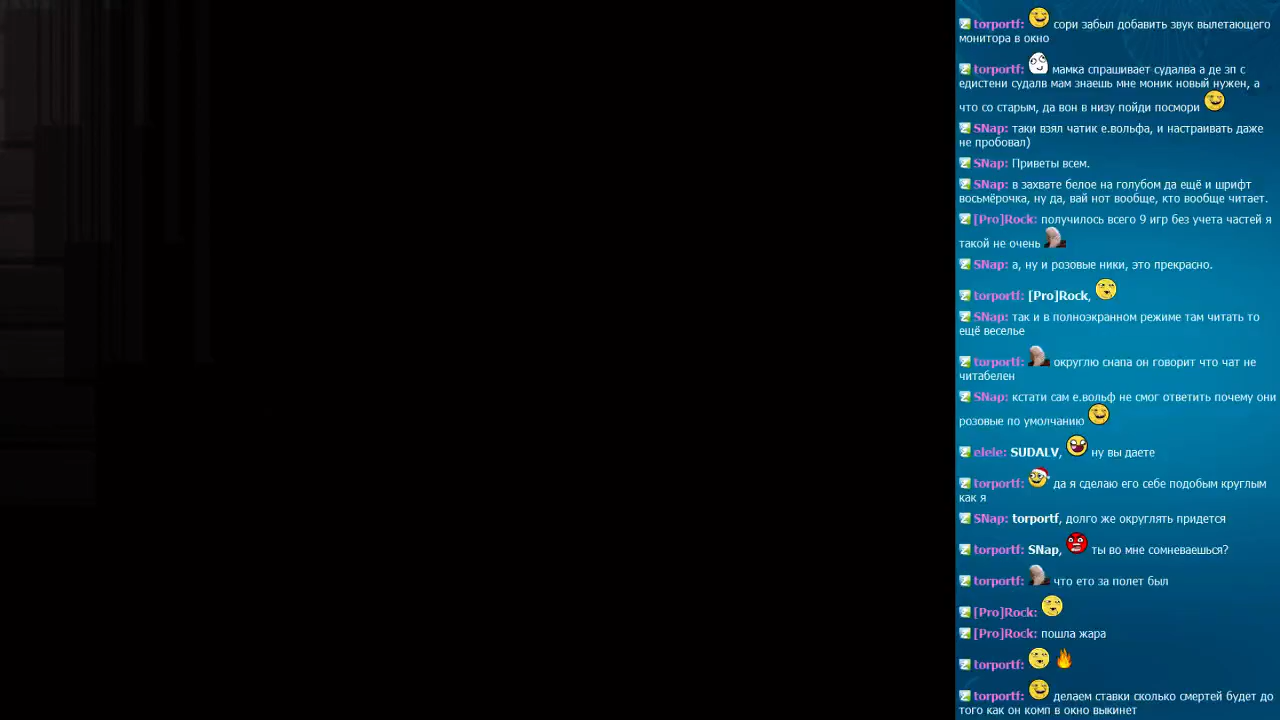 torportf: сори забыл добавить звук вылетающего
монитора в окно
torportf: мамка спрашивает судалва а де зп с
едистени судалв мам знаешь мне моник новый нужен, а
что со старым, да вон в низу пойди посмори
SNap: таки взял чатик е.вольфа, и настраивать даже
не пробовал)
SNap: Приветы всем.
SNap: в захвате белое на голубом да ещё и шрифт
восьмёрочка, ну да, вай нот вообще, кто вообще читает.
[Pro]Rock: получилось всего 9 игр без учета частей я
такой не очень
SNap: а, ну и розовые ники, это прекрасно.
torportf: [Pro]Rock,
SNap: так и в полноэкранном режиме там читать то
ещё веселье
torportf: округлю снапа он говорит что чат не
читабелен
SNap: кстати сам е.вольф не смог ответить почему они
розовые по умолчанию
eleie: SUDALV, ну вы даете
torportf: да я сделаю его себе подобым круглым
как я
SNap: torportf, долго же округлять придется
torportf: SNap, ты во мне сомневаешься?
torportf: что ето за полет был
[Pro]Rock:
[Pro]Rock: пошла жара
torportf:
torportf: делаем ставки сколько смертей будет до
того как он комп в окно выкинет